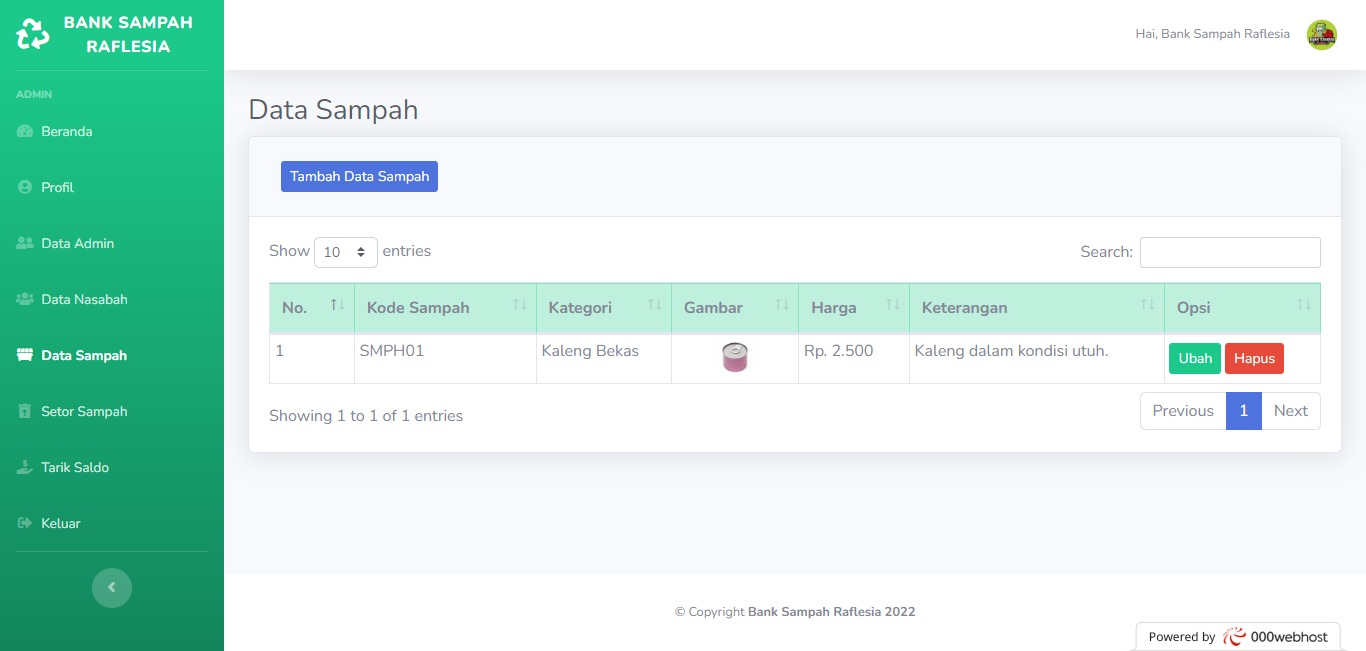 BANK SAMPAH
RAFLESIA
Hai, Bank Sampah Raflesia
ADMIN
Beranda
Profil
Data Admin
Data Nasabah
Data Sampah
Setor Sampah
Tarik Saldo
Keluar
Data Sampah
Tambah Data Sampah
Show 10 entries
Search:
No. Kode Sampah Kategori Gambar Harga Keterangan Opsi
1 SMPH01 Kaleng Bekas Rp. 2.500 Kaleng dalam kondisi utuh. Ubah Hapus
Showing 1 to 1 of 1 entries
Previous 1 Next
© Copyright Bank Sampah Raflesia 2022
Powered by 000webhost